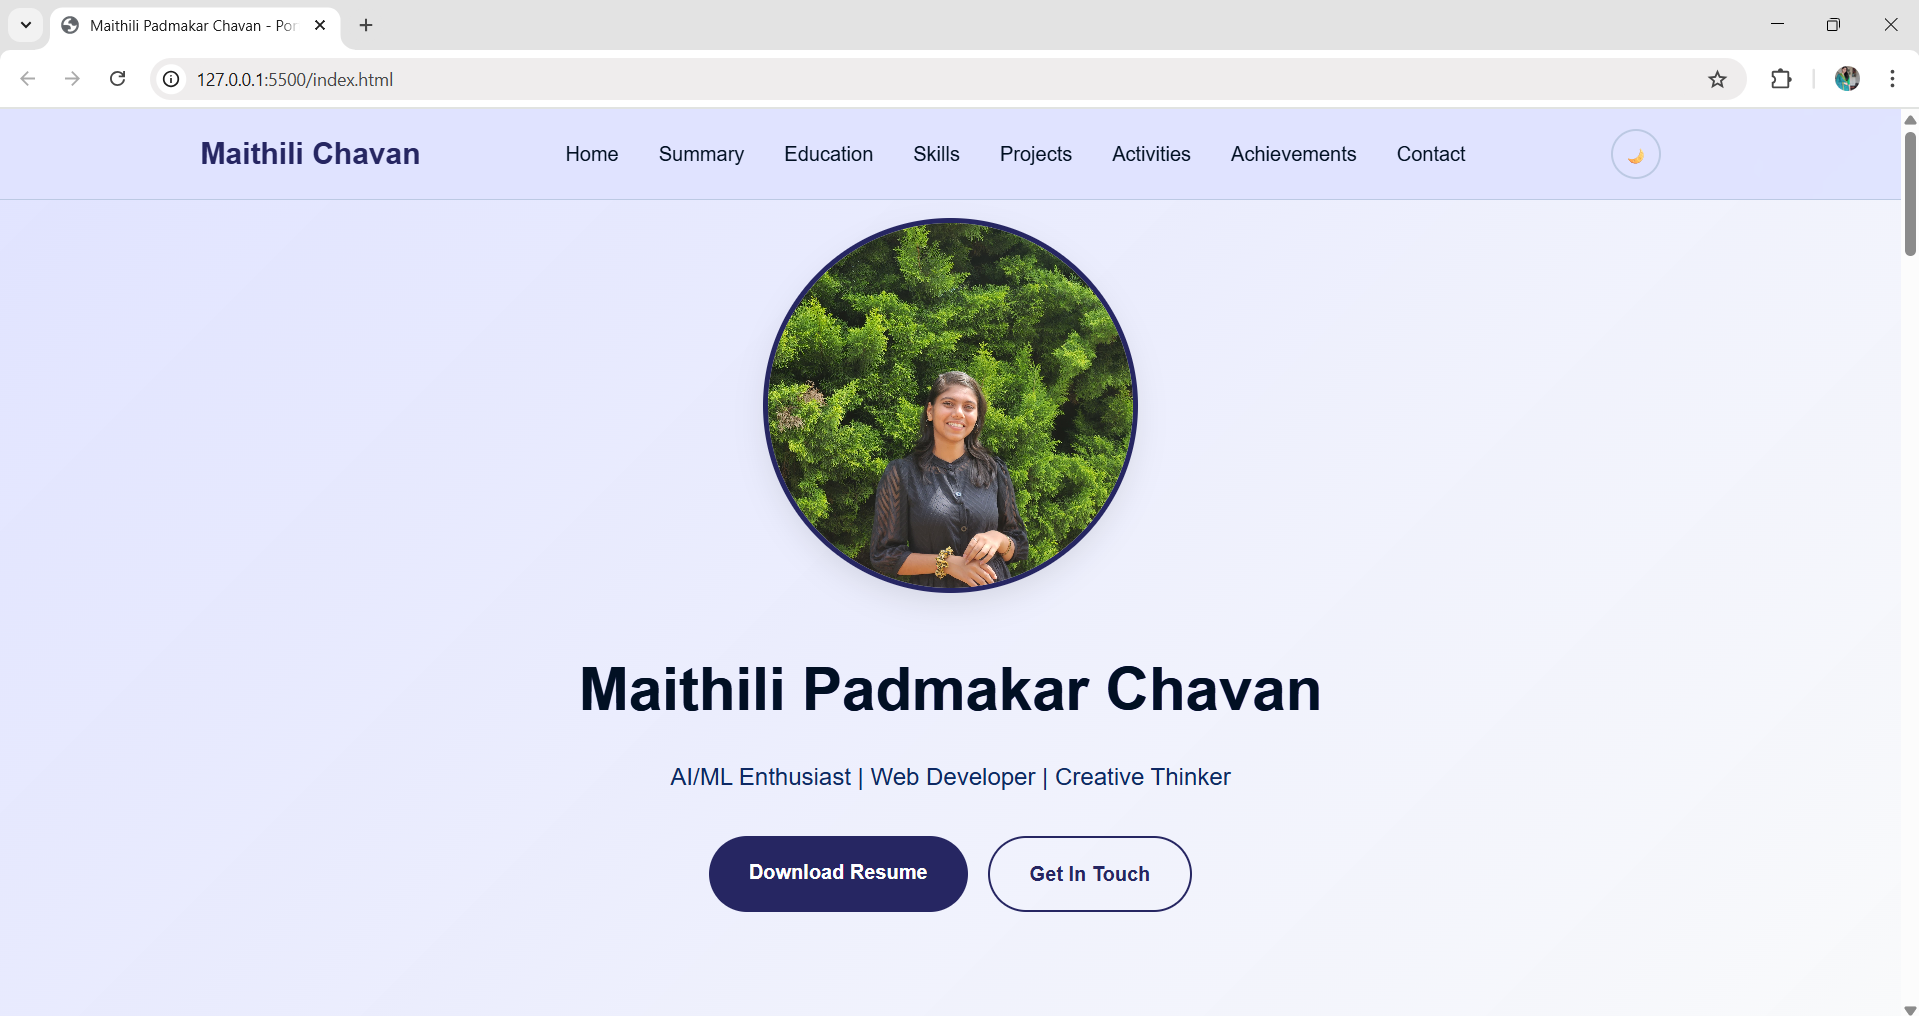 Maithili Padmakar Chavan - Por
127.0.0.1:5500/index.html
Maithili Chavan
Home Summary Education Skills Projects Activities Achievements Contact
Maithili Padmakar Chavan
AI/ML Enthusiast | Web Developer | Creative Thinker
Download Resume Get In Touch